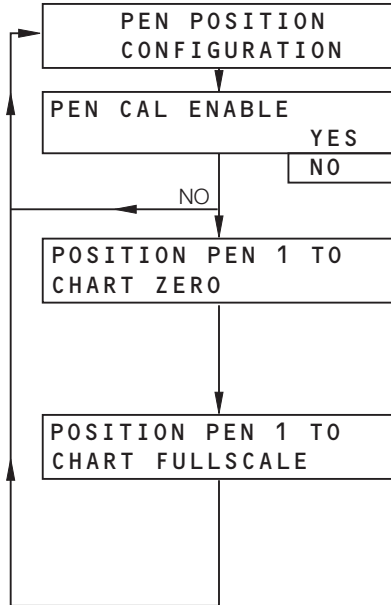 PEN POSITION
CONFIGURATION
PEN CAL ENABLE
YES
NO
NO
POSITION PEN 1 TO
CHART ZERO
POSITION PEN 1 TO
CHART FULLSCALE